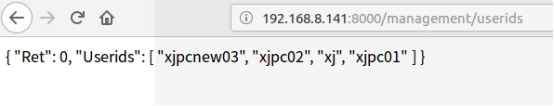 192.168.8.141:8000/management/userids
{ "Ret": 0, "Userids": [ "xjpcnew03", "xjpc02", "xj", "xjpc01" ] }